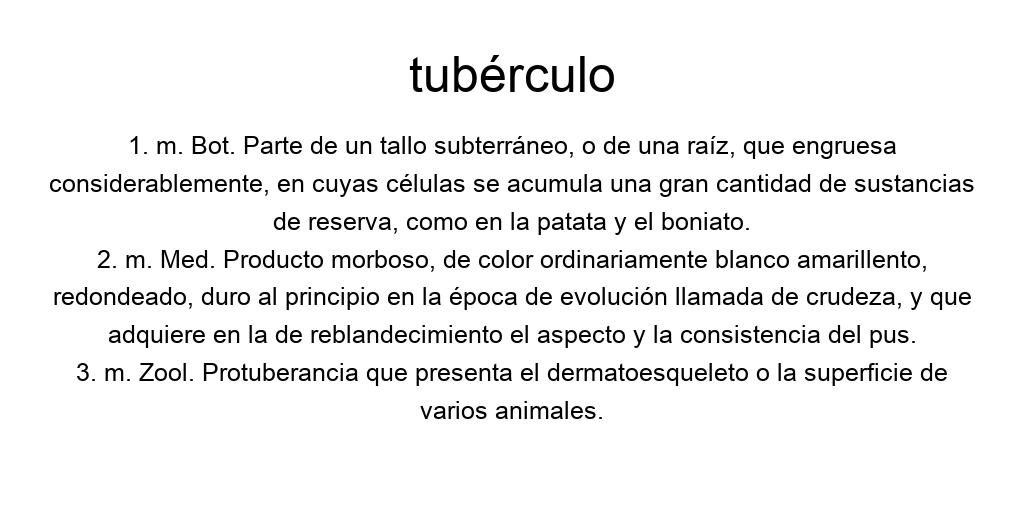 tubérculo
1. m. Bot. Parte de un tallo subterráneo, o de una raíz, que engruesa
considerablemente, en cuyas células se acumula una gran cantidad de sustancias
de reserva, como en la patata y el boniato.
2. m. Med. Producto morboso, de color ordinariamente blanco amarillento,
redondeado, duro al principio en la época de evolución llamada de crudeza, y que
adquiere en la de reblandecimiento el aspecto y la consistencia del pus.
3. m. Zool. Protuberancia que presenta el dermatoesqueleto o la superficie de
varios animales.